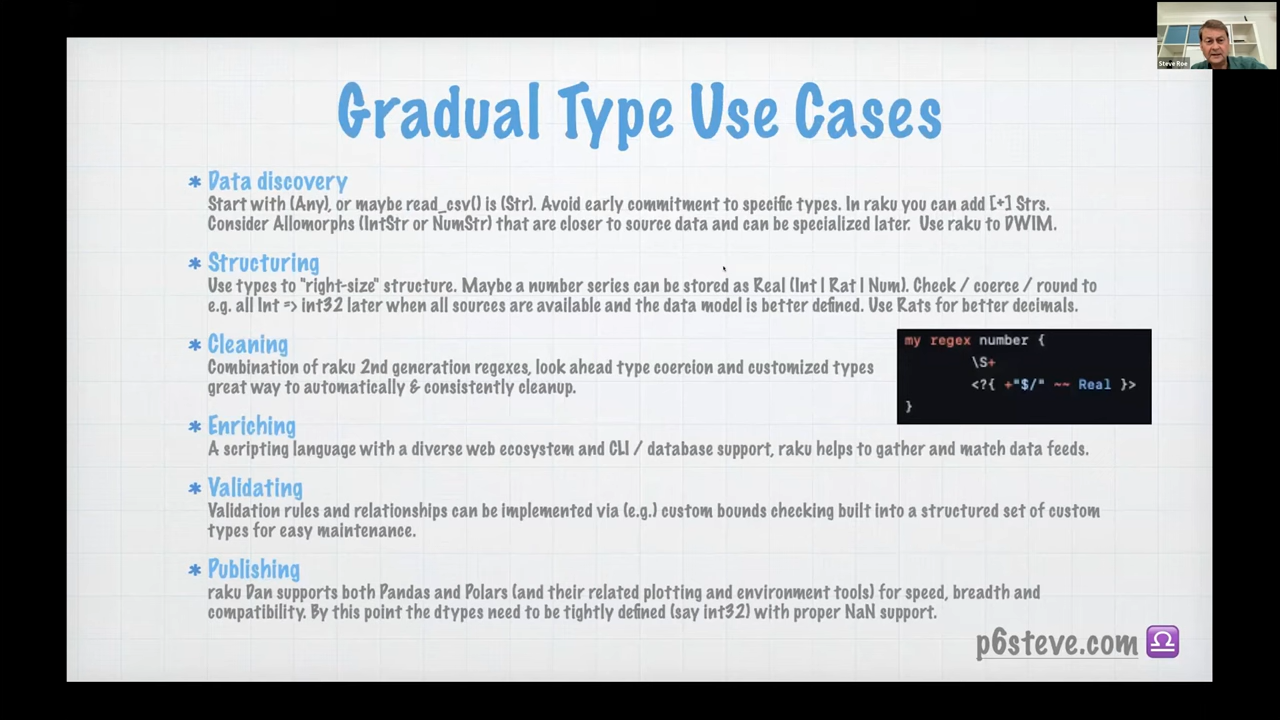 Steve Roe
Gradual Type Use Cases
* Data discovery
Start with (Any), or maybe read_csv() is (Str). Avoid early commitment to specific types. In raku you can add [+] Strs.
Consider Allomorphs (IntStr or NumStr) that are closer to source data and can be specialized later. Use raku to DWIM.
* Structuring
Use types to "right-size" structure. Maybe a number series can be stored as Real (Int | Rat | Num). Check / coerce / round to
e.g. all Int => int32 later when all sources are available and the data model is better defined. Use Rats for better decimals.
* Cleaning
Combination of raku 2nd generation regexes, look ahead type coercion and customized types
great way to automatically & consistently cleanup.
my regex number {
\S+
<?{ +"$/" ~~ Real }>
}
* Enriching
A scripting language with a diverse web ecosystem and CLI / database support, raku helps to gather and match data feeds.
* Validating
Validation rules and relationships can be implemented via (e.g.) custom bounds checking built into a structured set of custom
types for easy maintenance.
* Publishing
raku Dan supports both Pandas and Polars (and their related plotting and environment tools) for speed, breadth and
compatibility. By this point the dtypes need to be tightly defined (say int32) with proper NaN support.
p6steve.com ♎